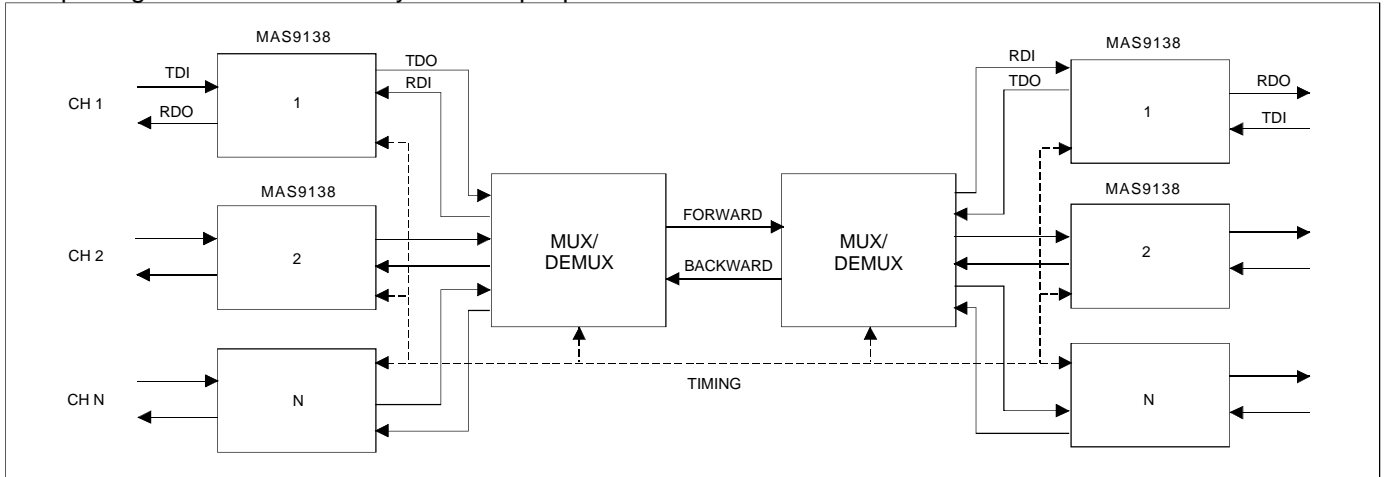 MAS9138
MAS9138
TDI
TDO
RDI
RDI
TDO
RDO
CH 1
RDO
1
1
TDI
MAS9138
MAS9138
CH 2
2
MUX/
DEMUX
FORWARD
BACKWARD
MUX/
DEMUX
2
TIMING
CH N
N
N